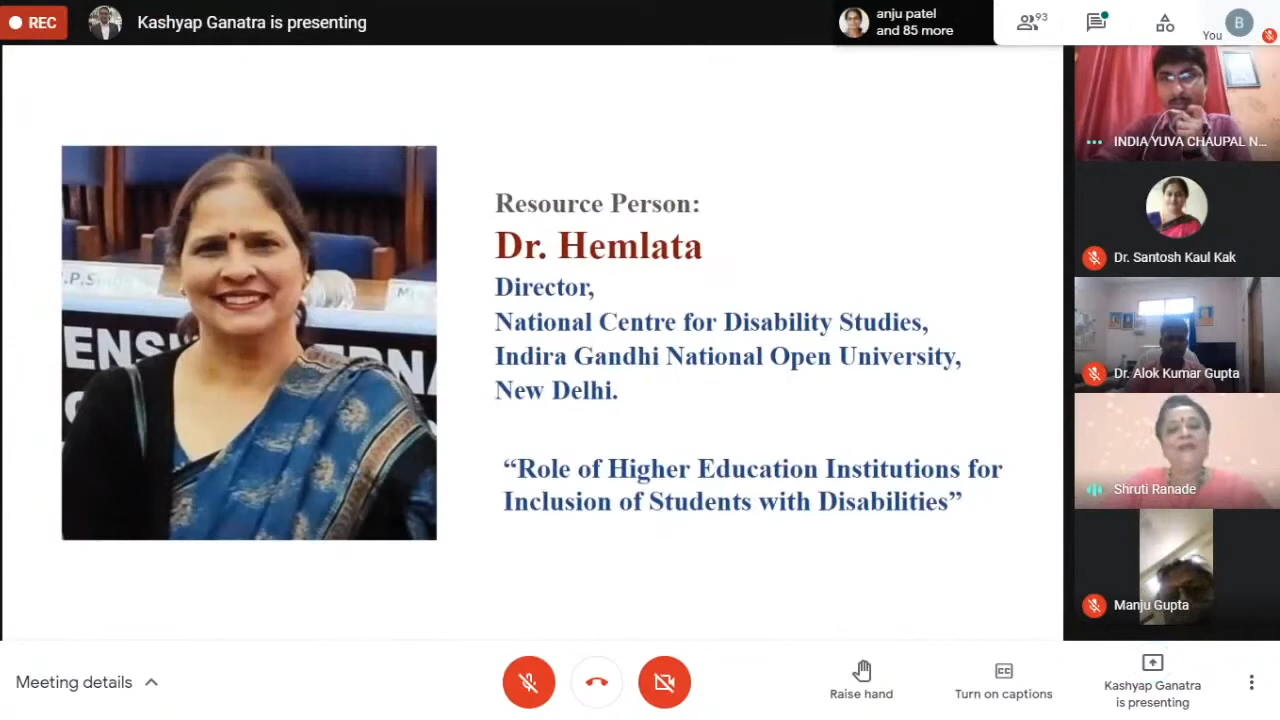 REC
Kashyap Ganatra is presenting
anju patel
and 85 more
93
You
B
INDIA YUVA CHAUPAL N...
Dr. Santosh Kaul Kak
Dr. Alok Kumar Gupta
Shruti Ranade
Manju Gupta
Resource Person:
Dr. Hemlata
Director,
National Centre for Disability Studies,
Indira Gandhi National Open University,
New Delhi.
“Role of Higher Education Institutions for
Inclusion of Students with Disabilities”
Meeting details
Raise hand
CC
Turn on captions
Kashyap Ganatra
is presenting